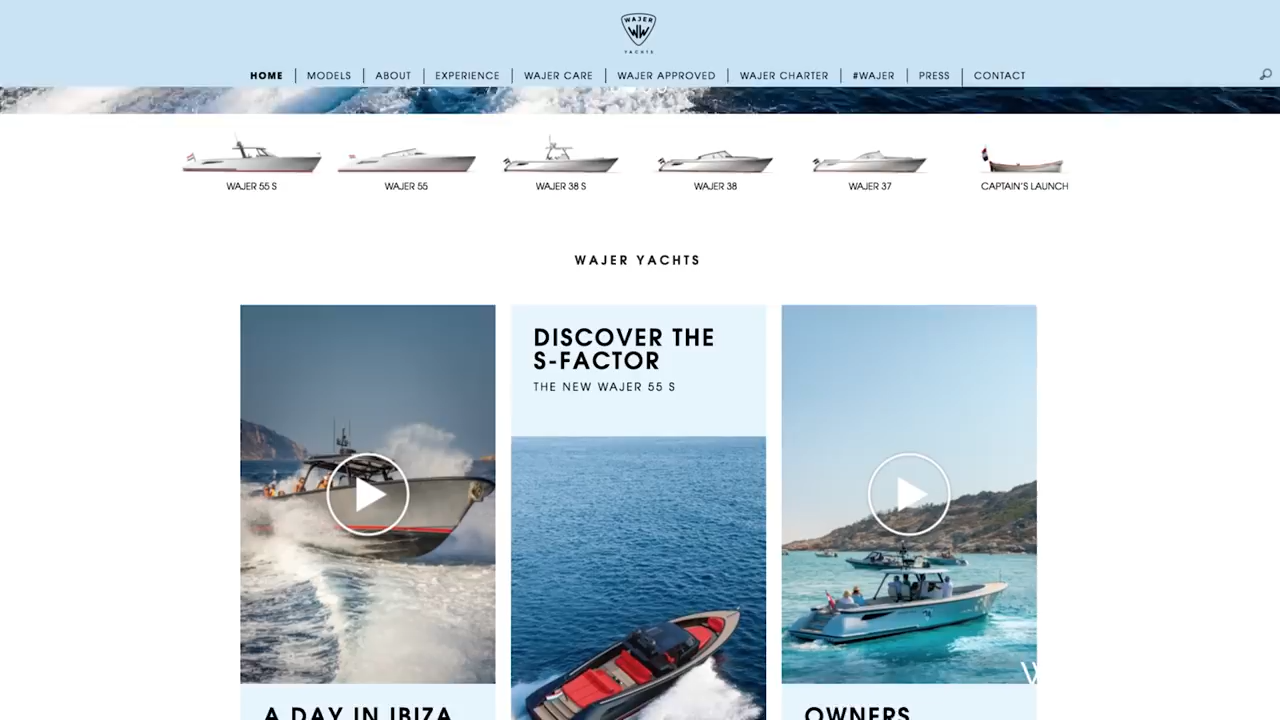 WAJER
YACHTS
HOME
MODELS
ABOUT
EXPERIENCE
WAJER CARE
WAJER APPROVED
WAJER CHARTER
#WAJER
PRESS
CONTACT
WAJER 55 S
WAJER 55
WAJER 38 S
WAJER 38
WAJER 37
CAPTAIN'S LAUNCH
WAJER YACHTS
DISCOVER THE
S-FACTOR
THE NEW WAJER 55 S
A DAY IN IBIZA
OWNERS